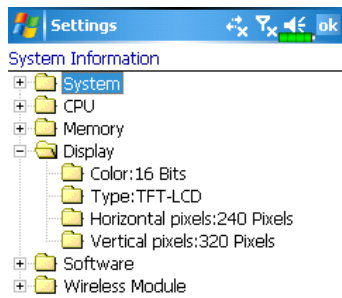 Settings
ok
System Information
System
CPU
Memory
Display
Color:16 Bits
Type:TFT-LCD
Horizontal pixels:240 Pixels
Vertical pixels:320 Pixels
Software
Wireless Module